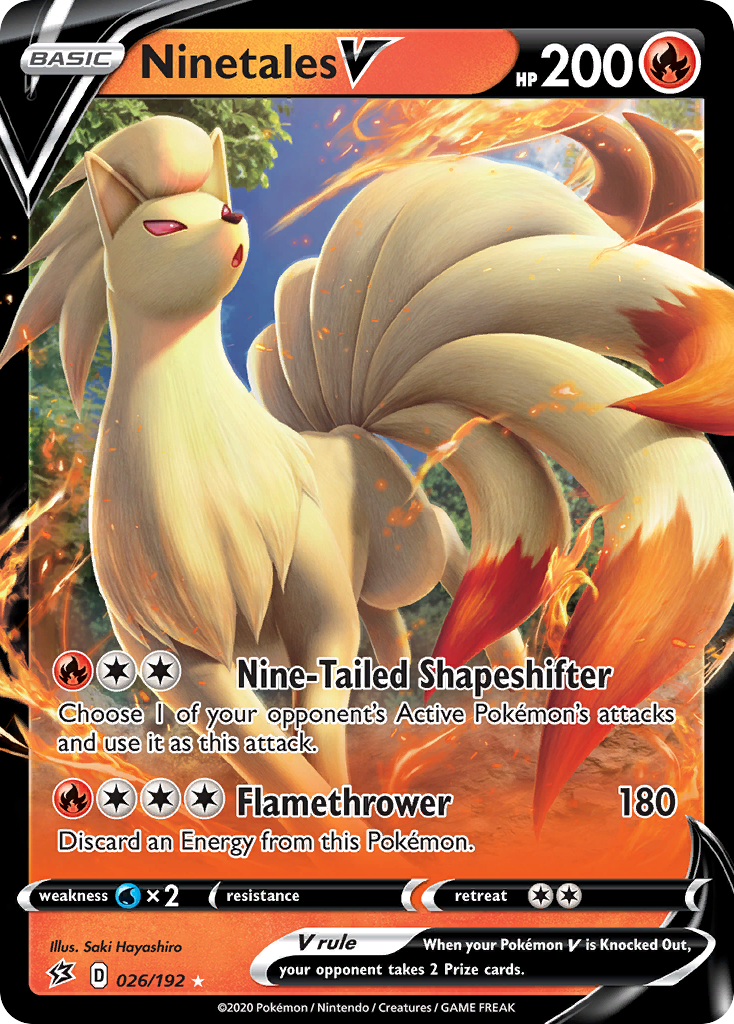 BASIC Ninetales V HP 200
Nine-Tailed Shapeshifter
Choose 1 of your opponent's Active Pokémon's attacks
and use it as this attack.
Flamethrower 180
Discard an Energy from this Pokémon.
weakness ×2 resistance retreat
Illus. Saki Hayashiro
V rule When your Pokémon V is Knocked Out,
your opponent takes 2 Prize cards.
D 026/192 ★
©2020 Pokémon / Nintendo / Creatures / GAME FREAK